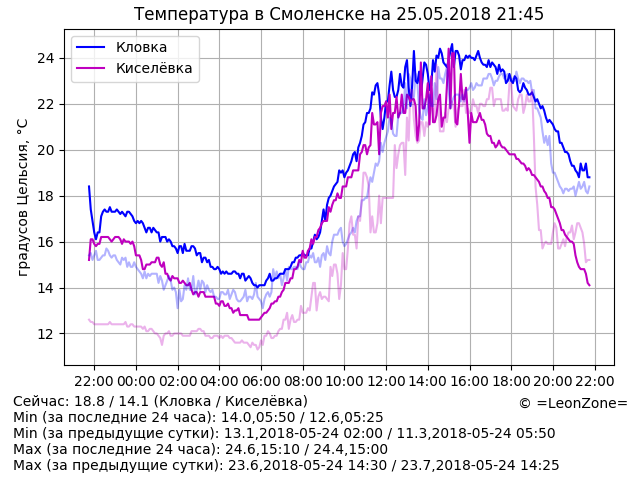 Температура в Смоленске на 25.05.2018 21:45
Кловка
Киселёвка
градусов Цельсия, °C
24
22
20
18
16
14
12
22:00 00:00 02:00 04:00 06:00 08:00 10:00 12:00 14:00 16:00 18:00 20:00 22:00
Сейчас: 18.8 / 14.1 (Кловка / Киселёвка)
© =LeonZone=
Min (за последние 24 часа): 14.0,05:50 / 12.6,05:25
Min (за предыдущие сутки): 13.1,2018-05-24 02:00 / 11.3,2018-05-24 05:50
Max (за последние 24 часа): 24.6,15:10 / 24.4,15:00
Max (за предыдущие сутки): 23.6,2018-05-24 14:30 / 23.7,2018-05-24 14:25